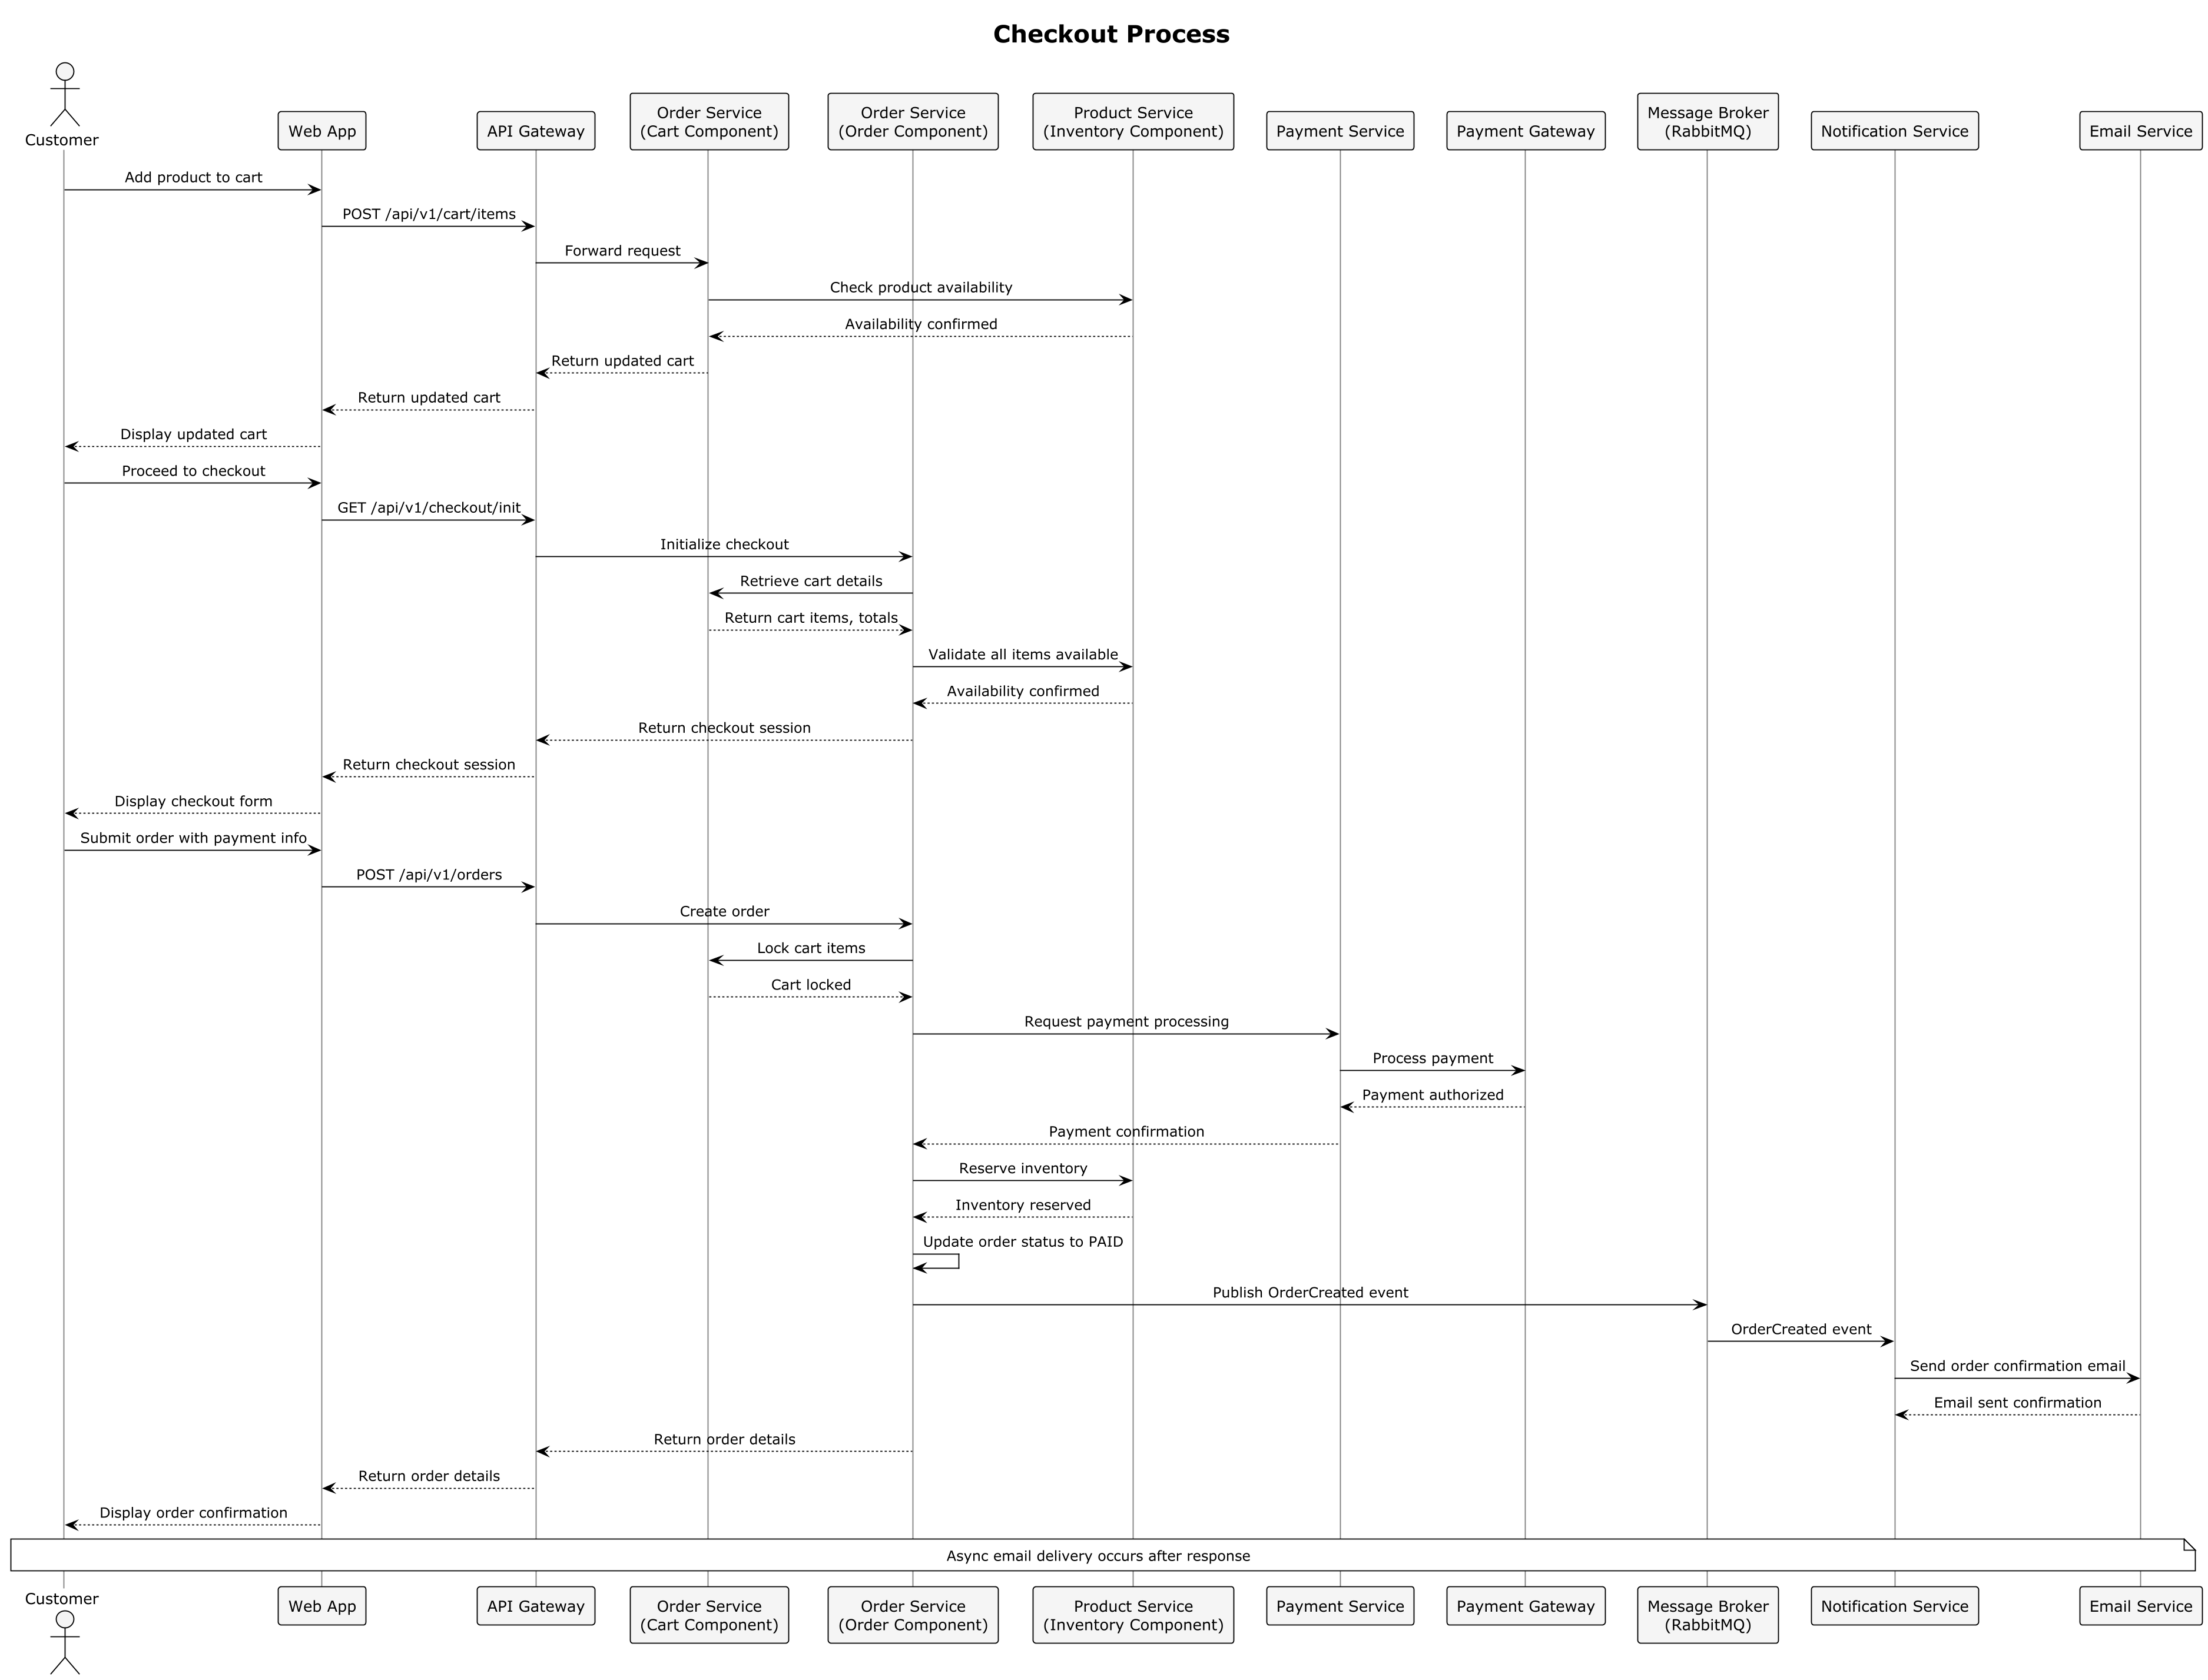 Checkout Process
Customer
Web App
API Gateway
Order Service
(Cart Component)
Order Service
(Order Component)
Product Service
(Inventory Component)
Payment Service
Payment Gateway
Message Broker
(RabbitMQ)
Notification Service
Email Service
Add product to cart
POST /api/v1/cart/items
Forward request
Check product availability
Availability confirmed
Return updated cart
Return updated cart
Display updated cart
Proceed to checkout
GET /api/v1/checkout/init
Initialize checkout
Retrieve cart details
Return cart items, totals
Validate all items available
Availability confirmed
Return checkout session
Return checkout session
Display checkout form
Submit order with payment info
POST /api/v1/orders
Create order
Lock cart items
Cart locked
Request payment processing
Process payment
Payment authorized
Payment confirmation
Reserve inventory
Inventory reserved
Update order status to PAID
Publish OrderCreated event
OrderCreated event
Send order confirmation email
Email sent confirmation
Return order details
Return order details
Display order confirmation
Async email delivery occurs after response
Customer
Web App
API Gateway
Order Service
(Cart Component)
Order Service
(Order Component)
Product Service
(Inventory Component)
Payment Service
Payment Gateway
Message Broker
(RabbitMQ)
Notification Service
Email Service